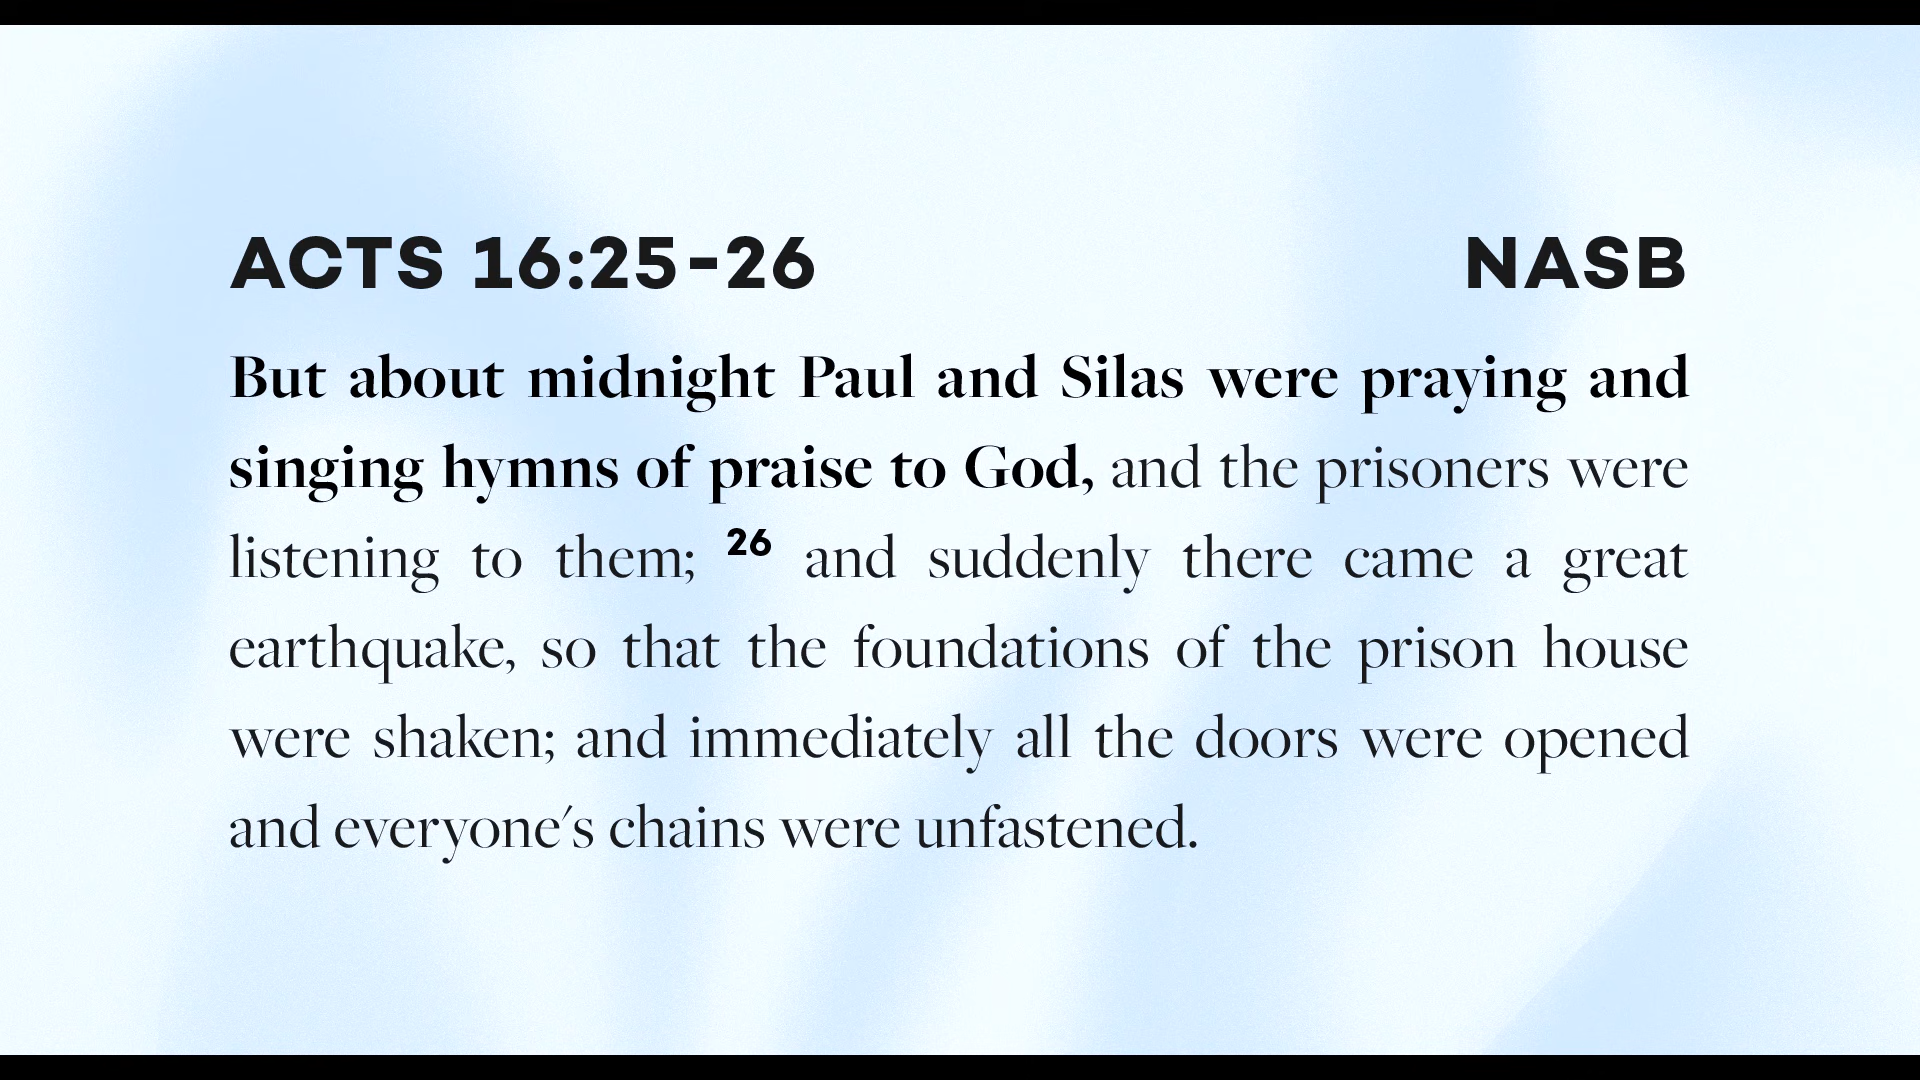 ACTS 16:25-26 NASB
But about midnight Paul and Silas were praying and
singing hymns of praise to God, and the prisoners were
listening to them; 26 and suddenly there came a great
earthquake, so that the foundations of the prison house
were shaken; and immediately all the doors were opened
and everyone's chains were unfastened.